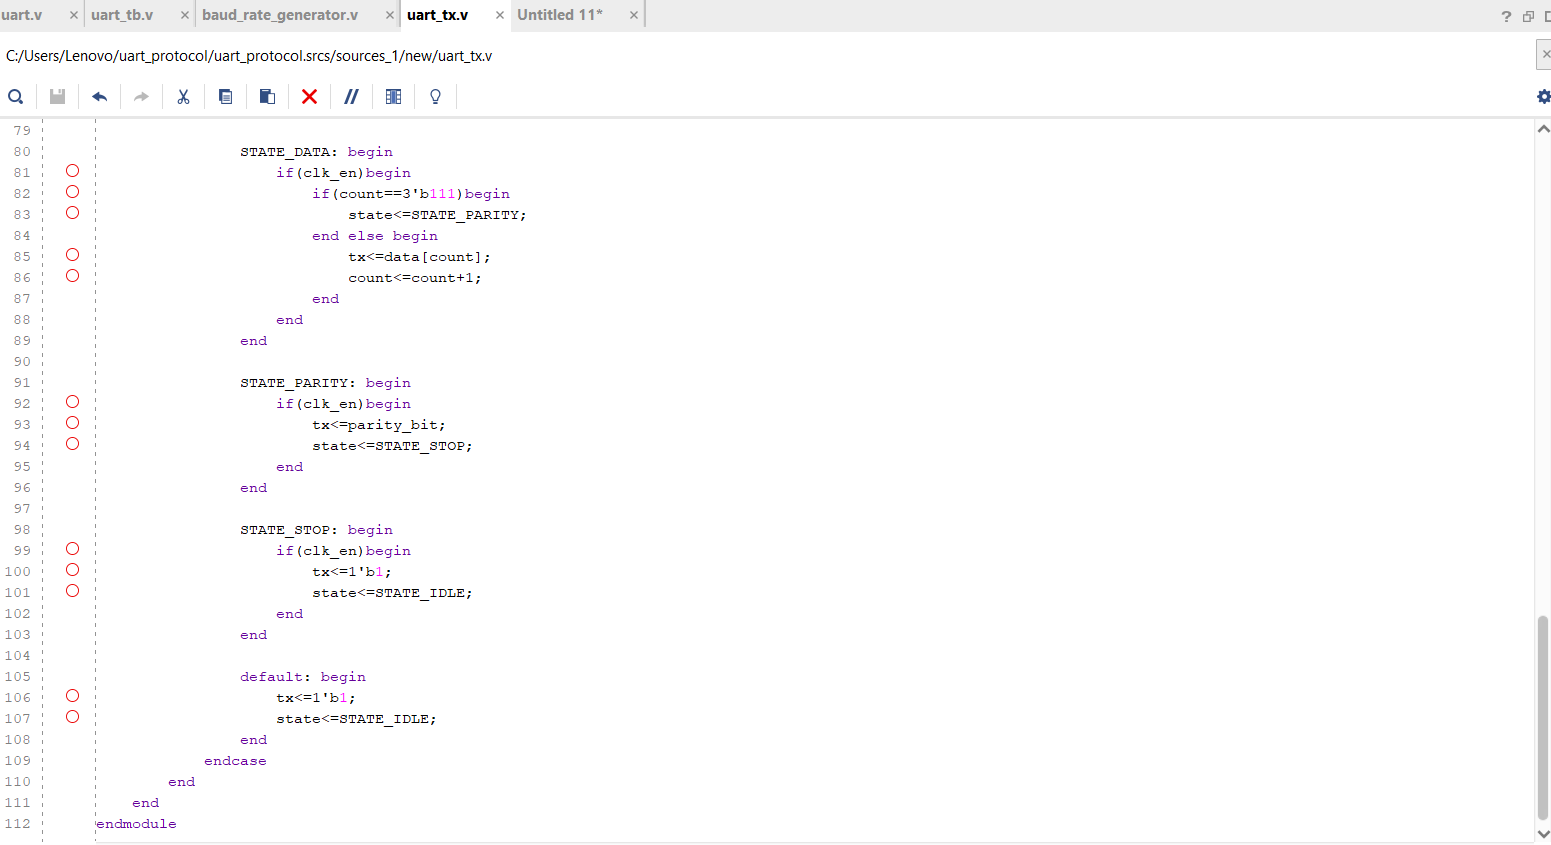 uart.v × uart_tb.v × baud_rate_generator.v × uart_tx.v × Untitled 11* ×
?
C:/Users/Lenovo/uart_protocol/uart_protocol.srcs/sources_1/new/uart_tx.v
79
80 STATE_DATA: begin
81 if(clk_en)begin
82 if(count==3'b111)begin
83 state<=STATE_PARITY;
84 end else begin
85 tx<=data[count];
86 count<=count+1;
87 end
88 end
89 end
90
91 STATE_PARITY: begin
92 if(clk_en)begin
93 tx<=parity_bit;
94 state<=STATE_STOP;
95 end
96 end
97
98 STATE_STOP: begin
99 if(clk_en)begin
100 tx<=1'b1;
101 state<=STATE_IDLE;
102 end
103 end
104
105 default: begin
106 tx<=1'b1;
107 state<=STATE_IDLE;
108 end
109 endcase
110 end
111 end
112 endmodule